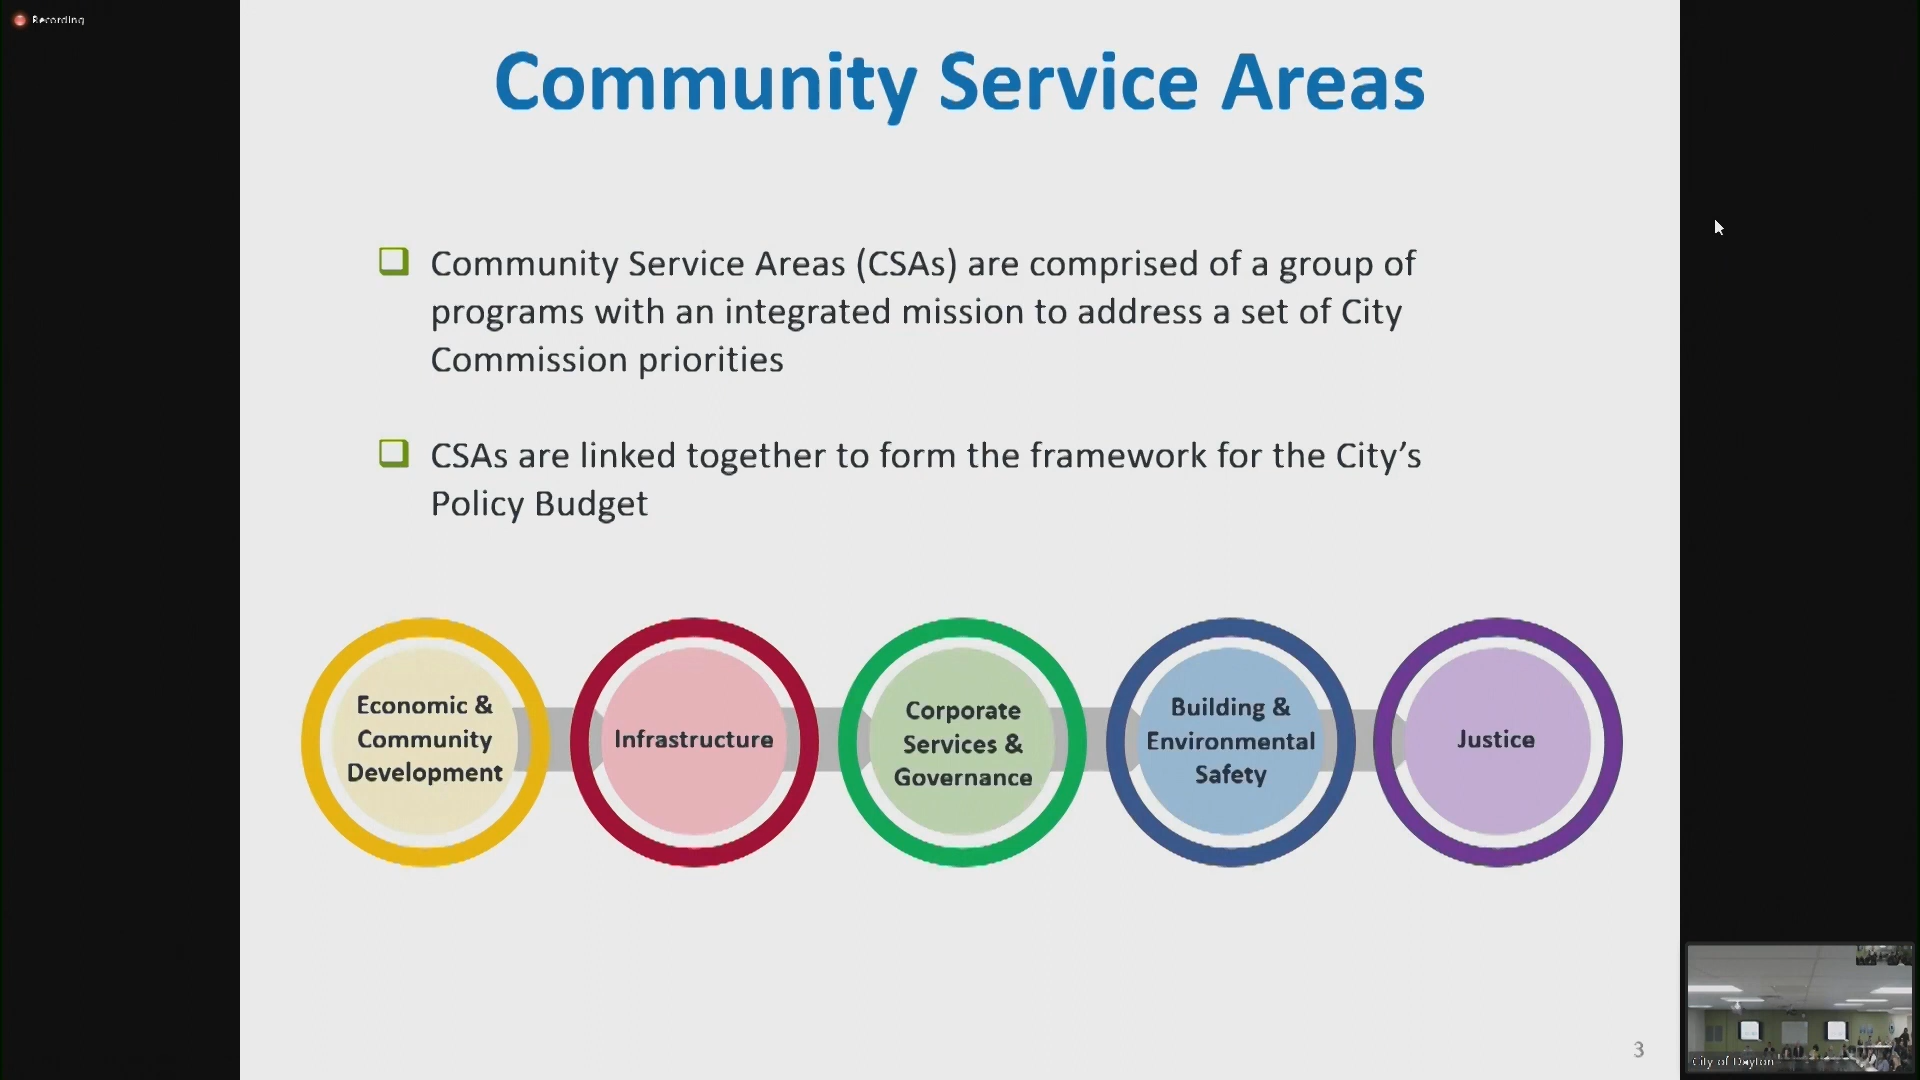 Recording
Community Service Areas
Community Service Areas (CSAs) are comprised of a group of
programs with an integrated mission to address a set of City
Commission priorities
CSAs are linked together to form the framework for the City’s
Policy Budget
Economic &
Community
Development
Infrastructure
Corporate
Services &
Governance
Building &
Environmental
Safety
Justice
3
City of Dayton